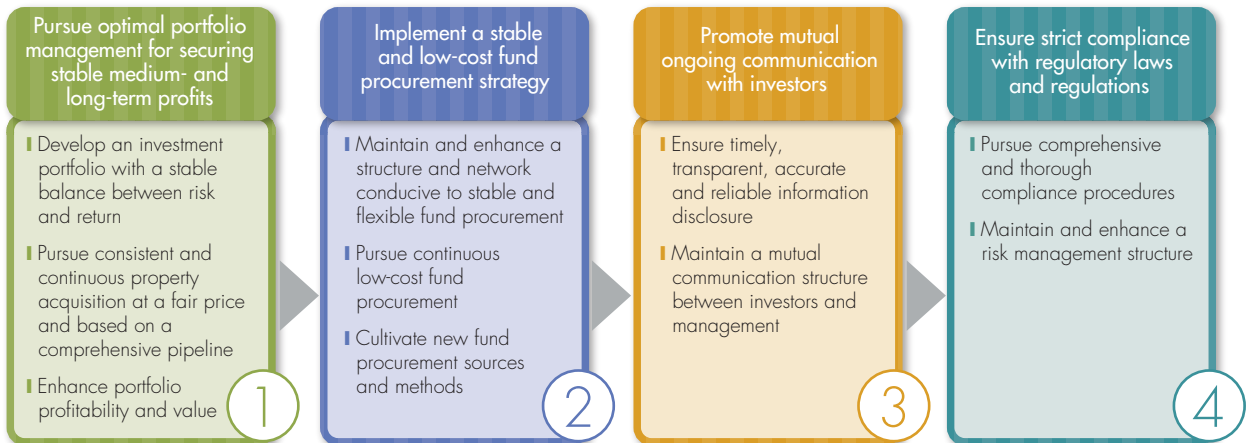 Pursue optimal portfolio
management for securing
stable medium- and
long-term profits
Develop an investment
portfolio with a stable
balance between risk
and return
Pursue consistent and
continuous property
acquisition at a fair price
and based on a
comprehensive pipeline
Enhance portfolio
profitability and value
1
Implement a stable
and low-cost fund
procurement strategy
Maintain and enhance a
structure and network
conducive to stable and
flexible fund procurement
Pursue continuous
low-cost fund
procurement
Cultivate new fund
procurement sources
and methods
2
Promote mutual
ongoing communication
with investors
Ensure timely,
transparent, accurate
and reliable information
disclosure
Maintain a mutual
communication structure
between investors and
management
3
Ensure strict compliance
with regulatory laws
and regulations
Pursue comprehensive
and thorough
compliance procedures
Maintain and enhance a
risk management structure
4